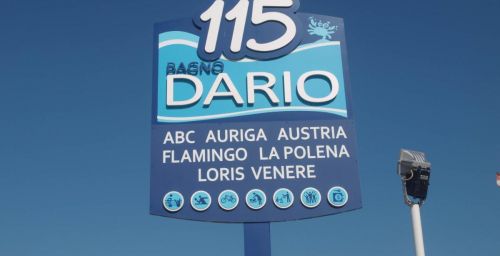 115
BAGNO
DARIO
ABC AURIGA AUSTRIA
FLAMINGO LA POLENA
LORIS VENERE